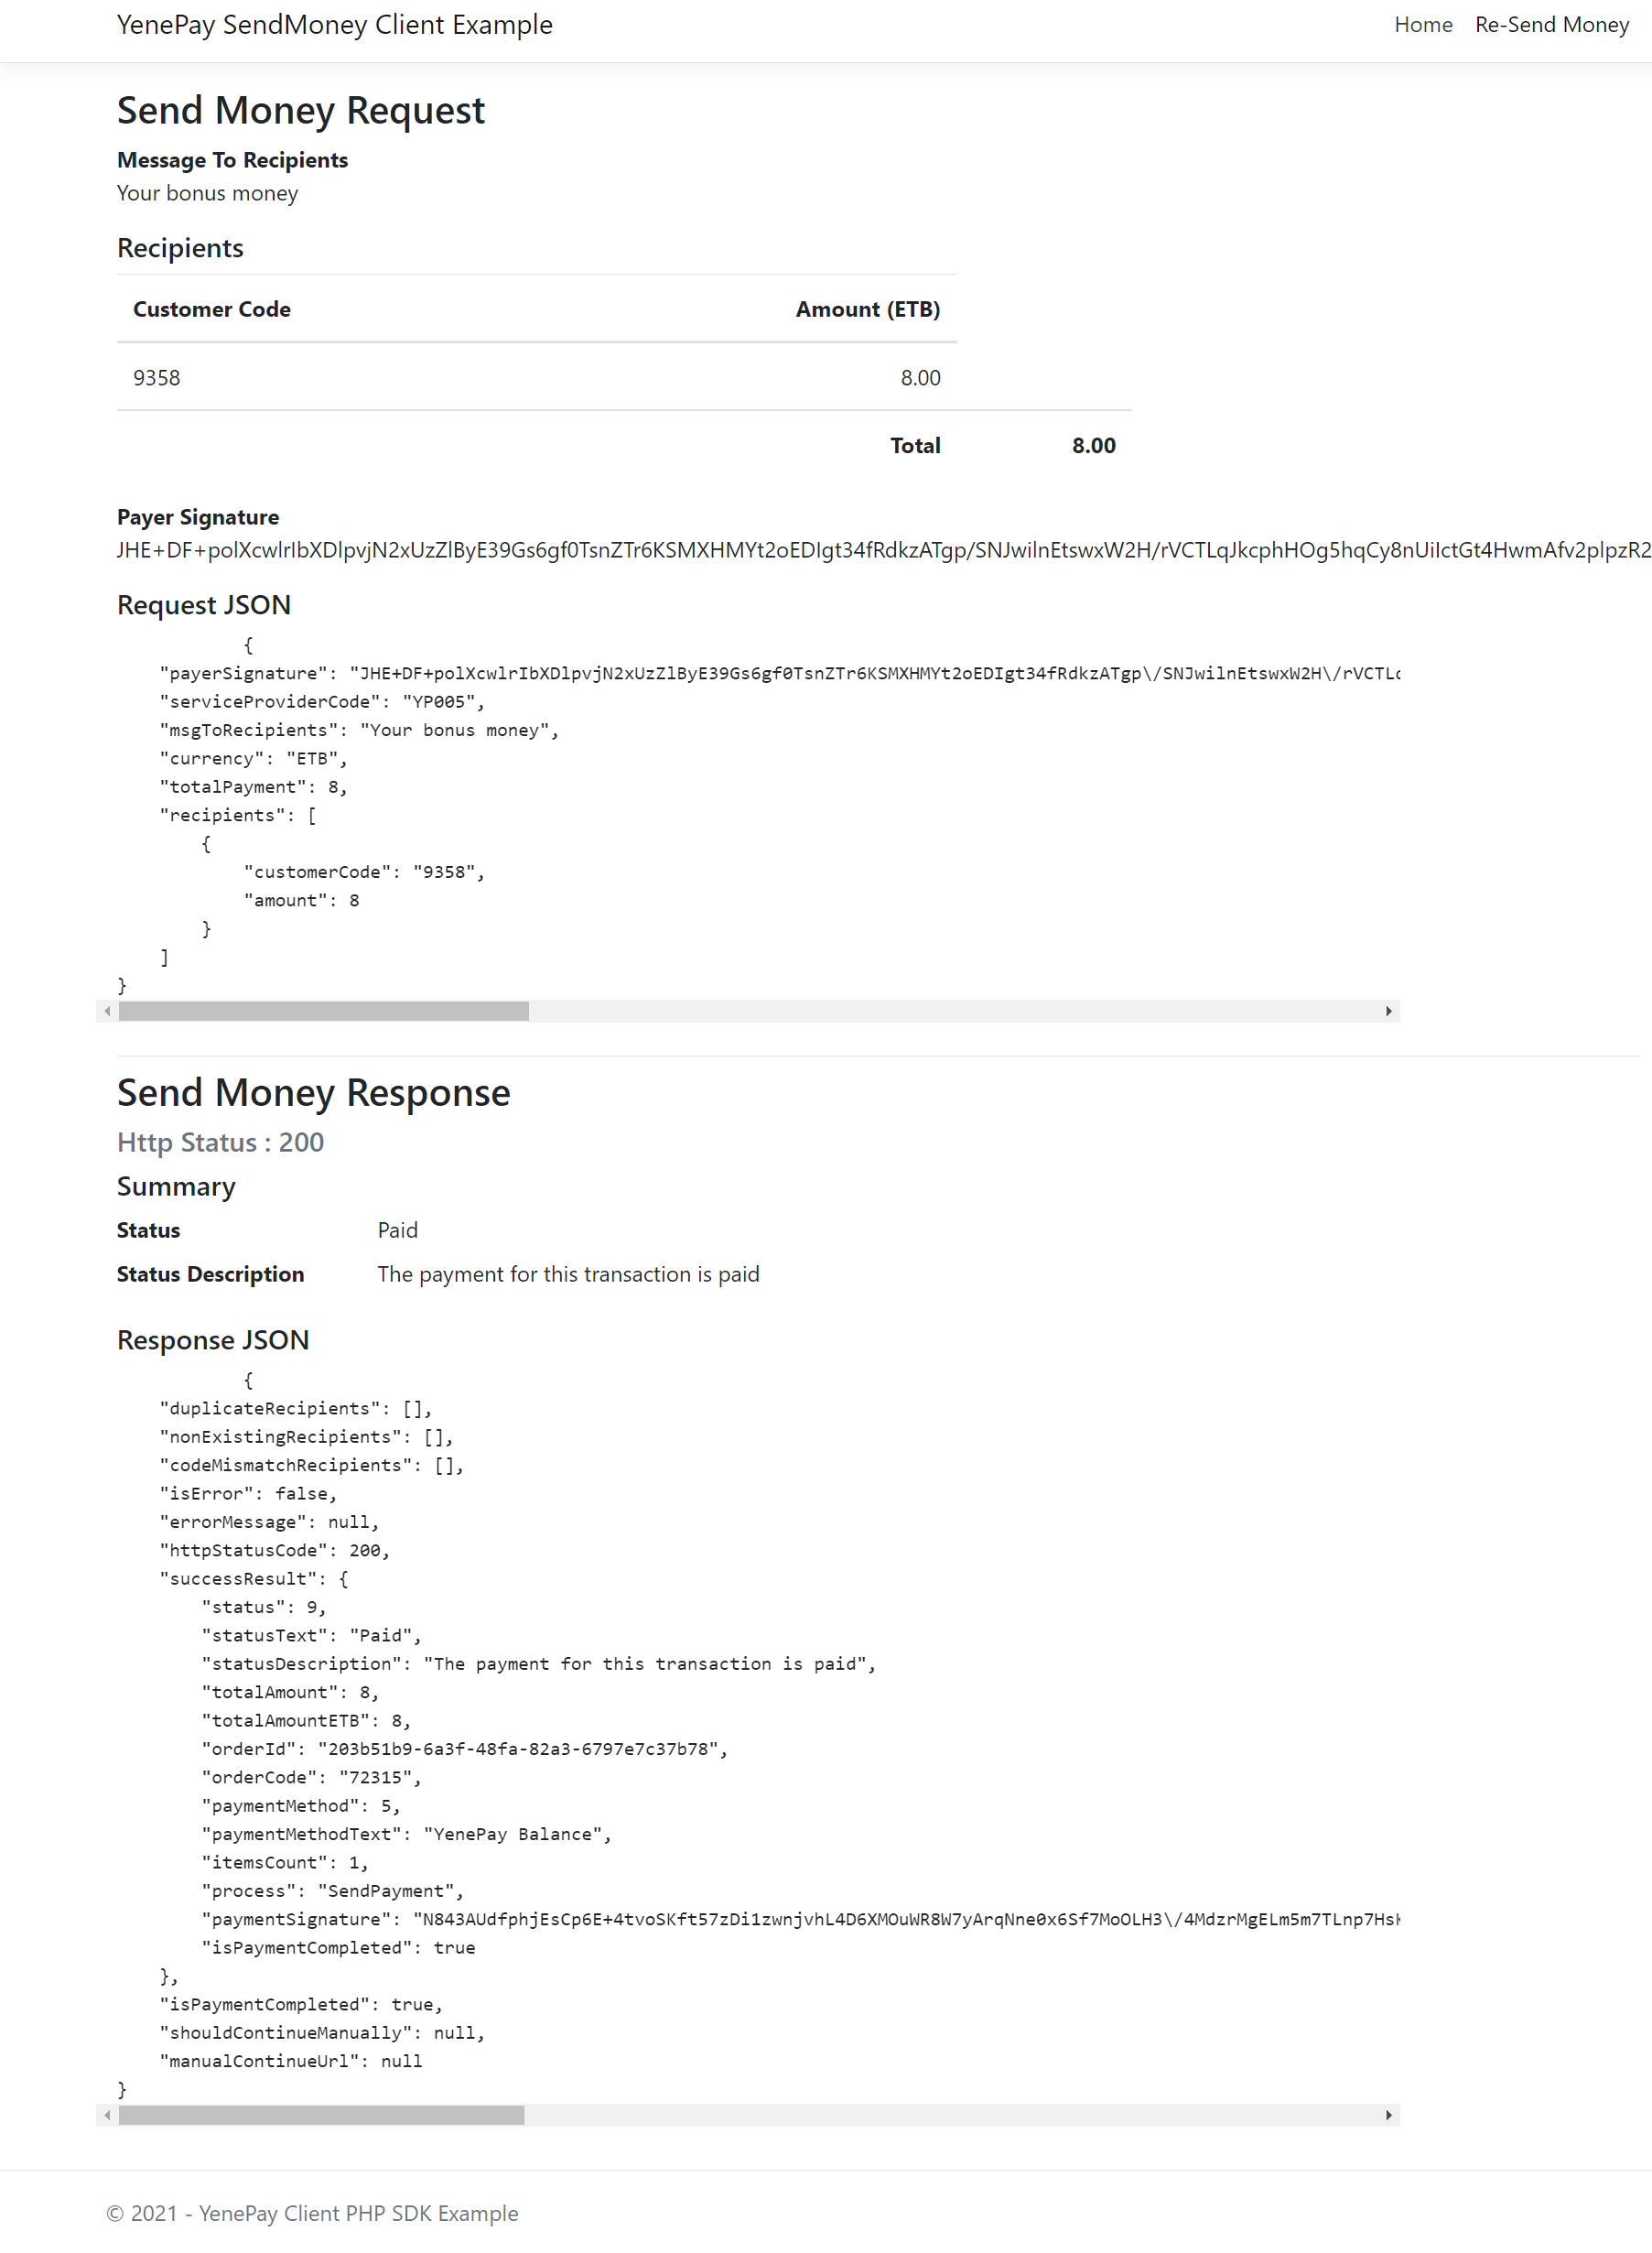 YenePay SendMoney Client Example
Home Re-Send Money
Send Money Request
Message To Recipients
Your bonus money
Recipients
Customer Code Amount (ETB)
9358 8.00
Total 8.00
Payer Signature
JHE+DF+polXcwlrIbXDlpvjN2xUzZlByE39Gs6gf0TsnZTr6KSMXHMYt2oEDIgt34fRdkzATgp/SNJwilnEtswxW2H/rVCTLqJkcphHOg5hqCy8nUiIctGt4HwmAfv2plpzR2
Request JSON
{
"payerSignature": "JHE+DF+polXcwlrIbXDlpvjN2xUzZlByE39Gs6gf0TsnZTr6KSMXHMYt2oEDIgt34fRdkzATgp\/SNJwilnEtswxW2H\/rVCTL
"serviceProviderCode": "YP005",
"msgToRecipients": "Your bonus money",
"currency": "ETB",
"totalPayment": 8,
"recipients": [
{
"customerCode": "9358",
"amount": 8
}
]
}
Send Money Response
Http Status : 200
Summary
Status Paid
Status Description The payment for this transaction is paid
Response JSON
{
"duplicateRecipients": [],
"nonExistingRecipients": [],
"codeMismatchRecipients": [],
"isError": false,
"errorMessage": null,
"httpStatusCode": 200,
"successResult": {
"status": 9,
"statusText": "Paid",
"statusDescription": "The payment for this transaction is paid",
"totalAmount": 8,
"totalAmountETB": 8,
"orderId": "203b51b9-6a3f-48fa-82a3-6797e7c37b78",
"orderCode": "72315",
"paymentMethod": 5,
"paymentMethodText": "YenePay Balance",
"itemsCount": 1,
"process": "SendPayment",
"paymentSignature": "N843AUdfphjEsCp6E+4tvoSKft57zDi1zwnjvhL4D6XMOuWR8W7yArqNne0x6Sf7MoOLH3\/4MdzrMgELm5m7TLnp7Hs
"isPaymentCompleted": true
},
"isPaymentCompleted": true,
"shouldContinueManually": null,
"manualContinueUrl": null
}
© 2021 - YenePay Client PHP SDK Example